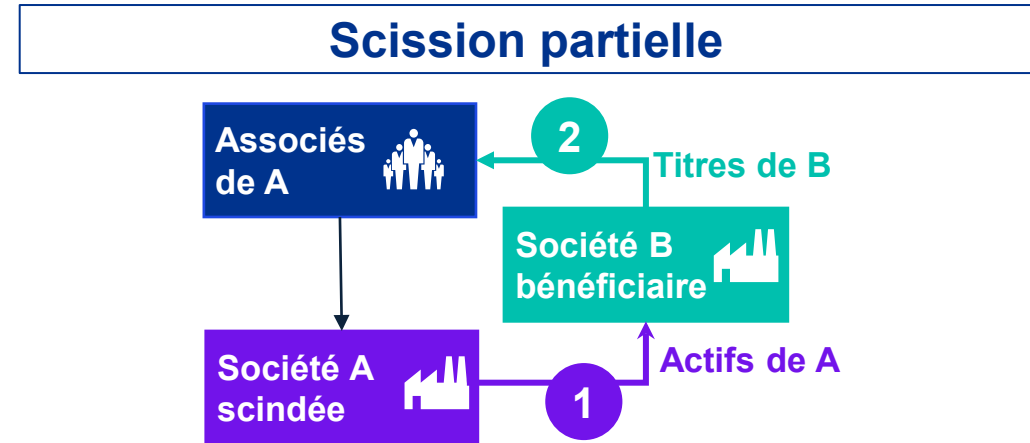 Scission partielle
Associés
de A
2
Titres de B
Société B
bénéficiaire
Société A
scindée
1
Actifs de A